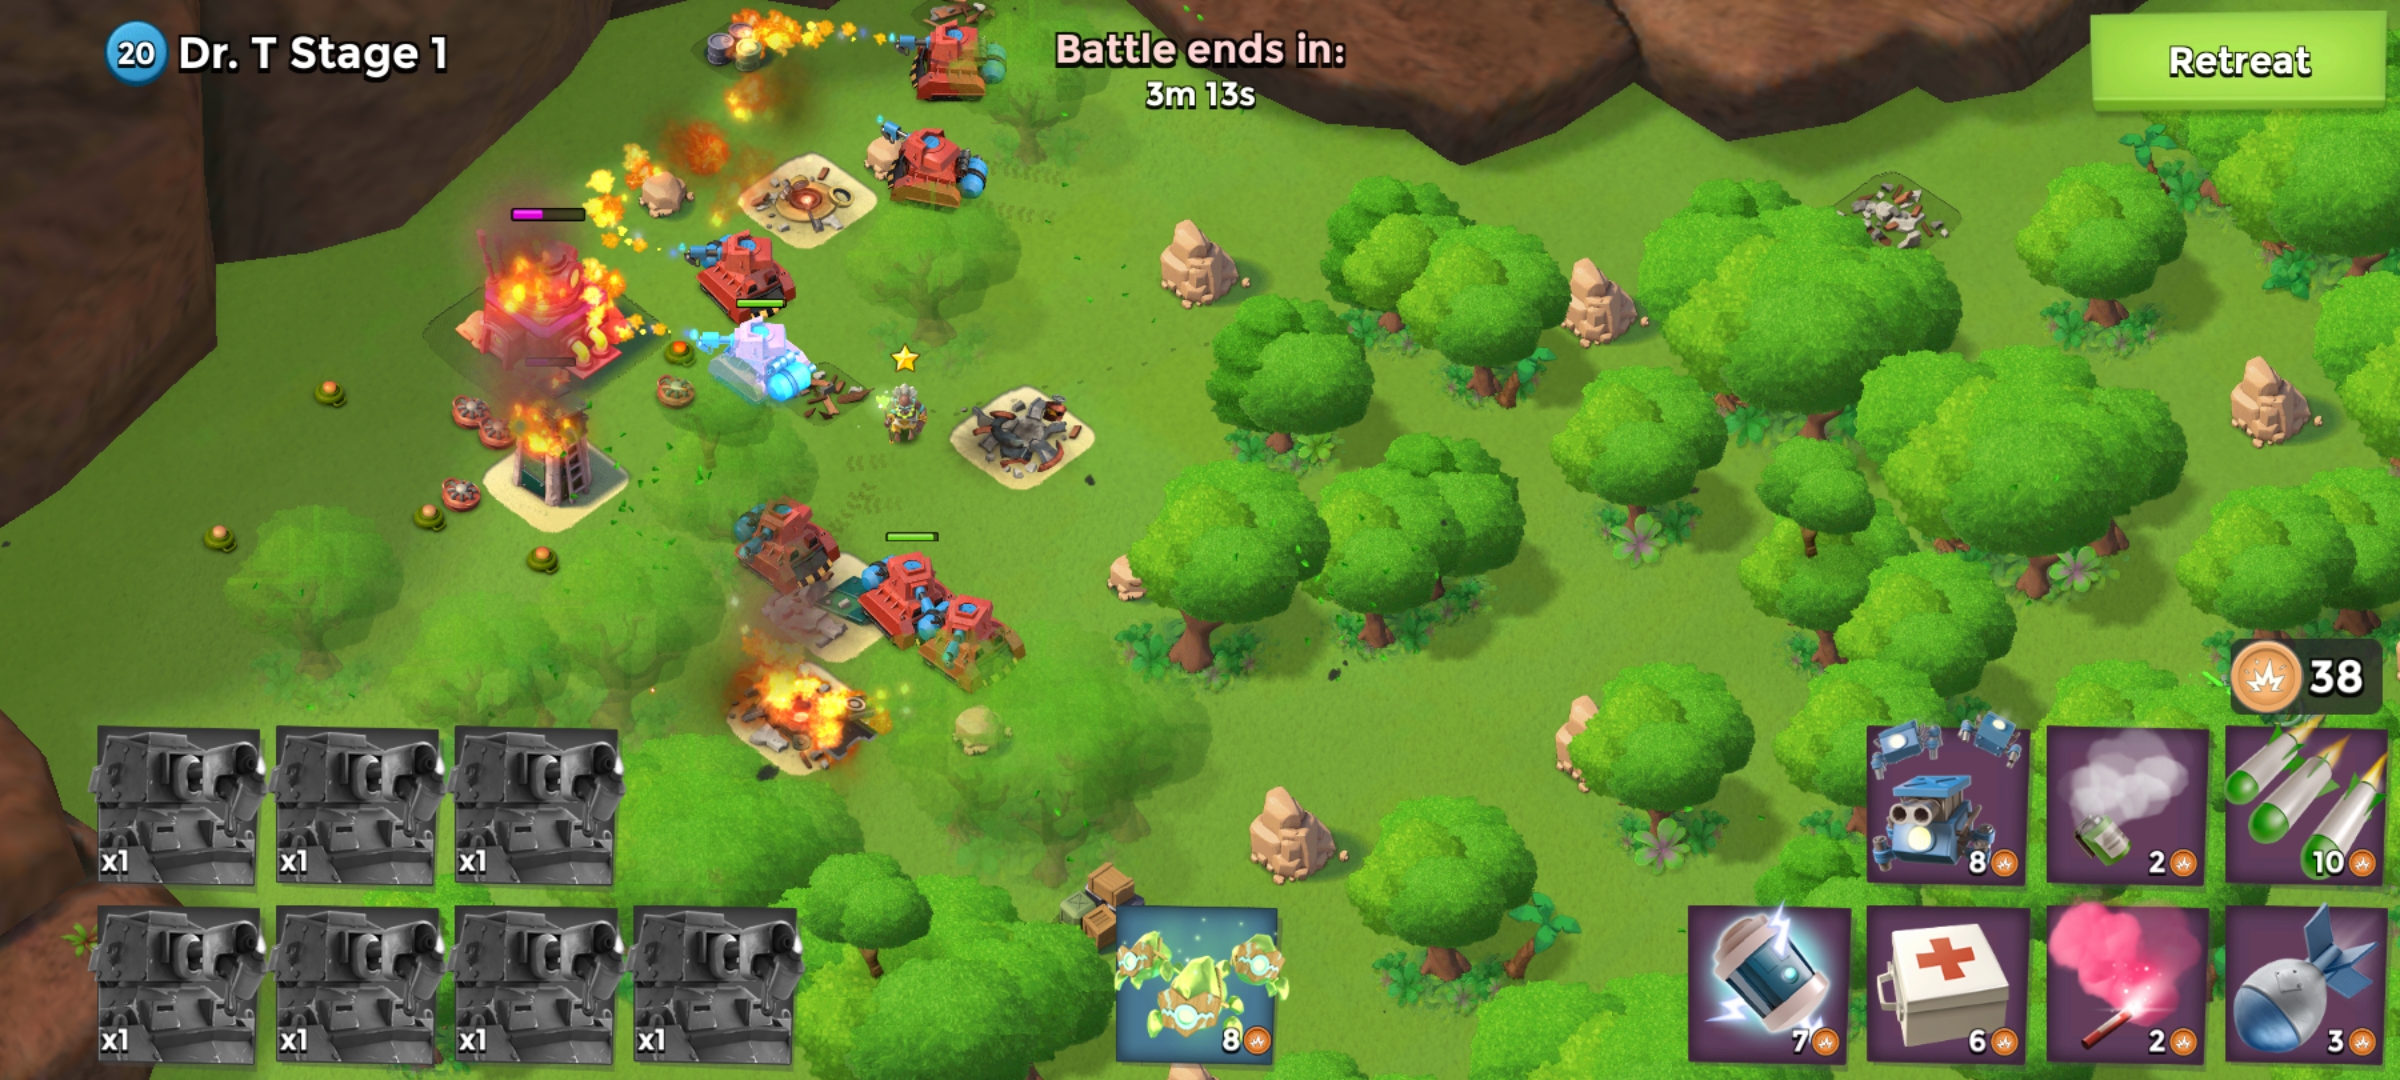 20 Dr. T Stage 1
Battle ends in:
3m 13s
Retreat
38
x1 x1 x1
8 2 10
x1 x1 x1 x1
8 7 6 2 3